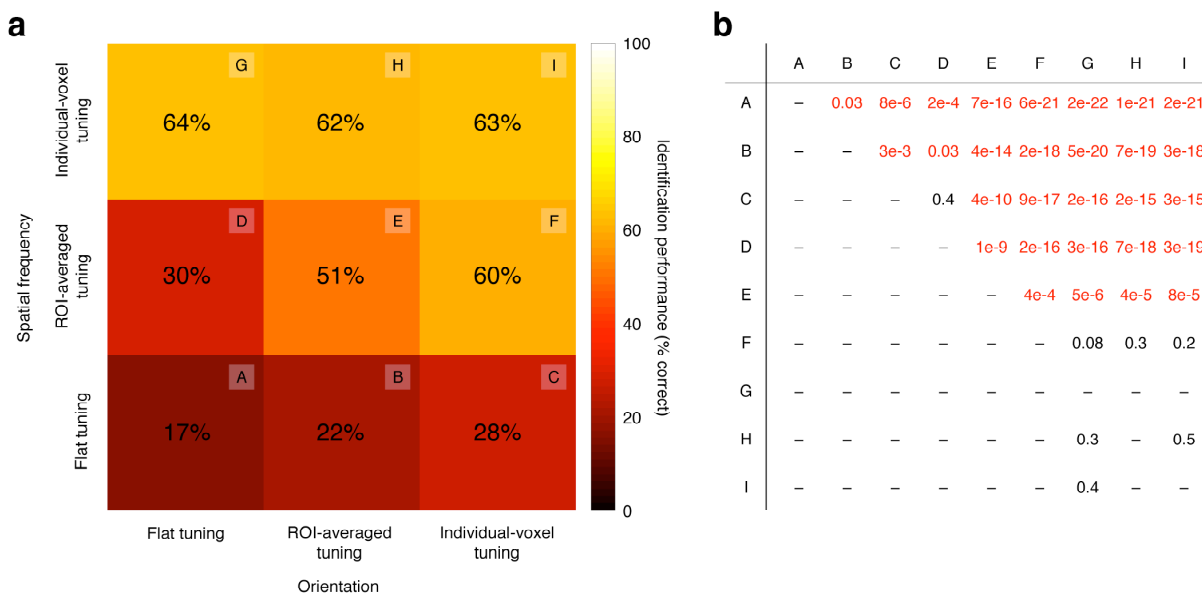 a
G H I
64% 62% 63%
D E F
30% 51% 60%
A B C
17% 22% 28%
Individual-voxel
tuning
ROI-averaged
tuning
Flat tuning
Spatial frequency
Flat tuning
ROI-averaged
tuning
Individual-voxel
tuning
Orientation
100
80
60
40
20
0
Identification performance (% correct)
b
A B C D E F G H I
A – 0.03 8e-6 2e-4 7e-16 6e-21 2e-22 1e-21 2e-21
B – – 3e-3 0.03 4e-14 2e-18 5e-20 7e-19 3e-18
C – – – 0.4 4e-10 9e-17 2e-16 2e-15 3e-15
D – – – – 1e-9 2e-16 3e-16 7e-18 3e-19
E – – – – – 4e-4 5e-6 4e-5 8e-5
F – – – – – – 0.08 0.3 0.2
G – – – – – – – – –
H – – – – – – 0.3 – 0.5
I – – – – – – 0.4 – –